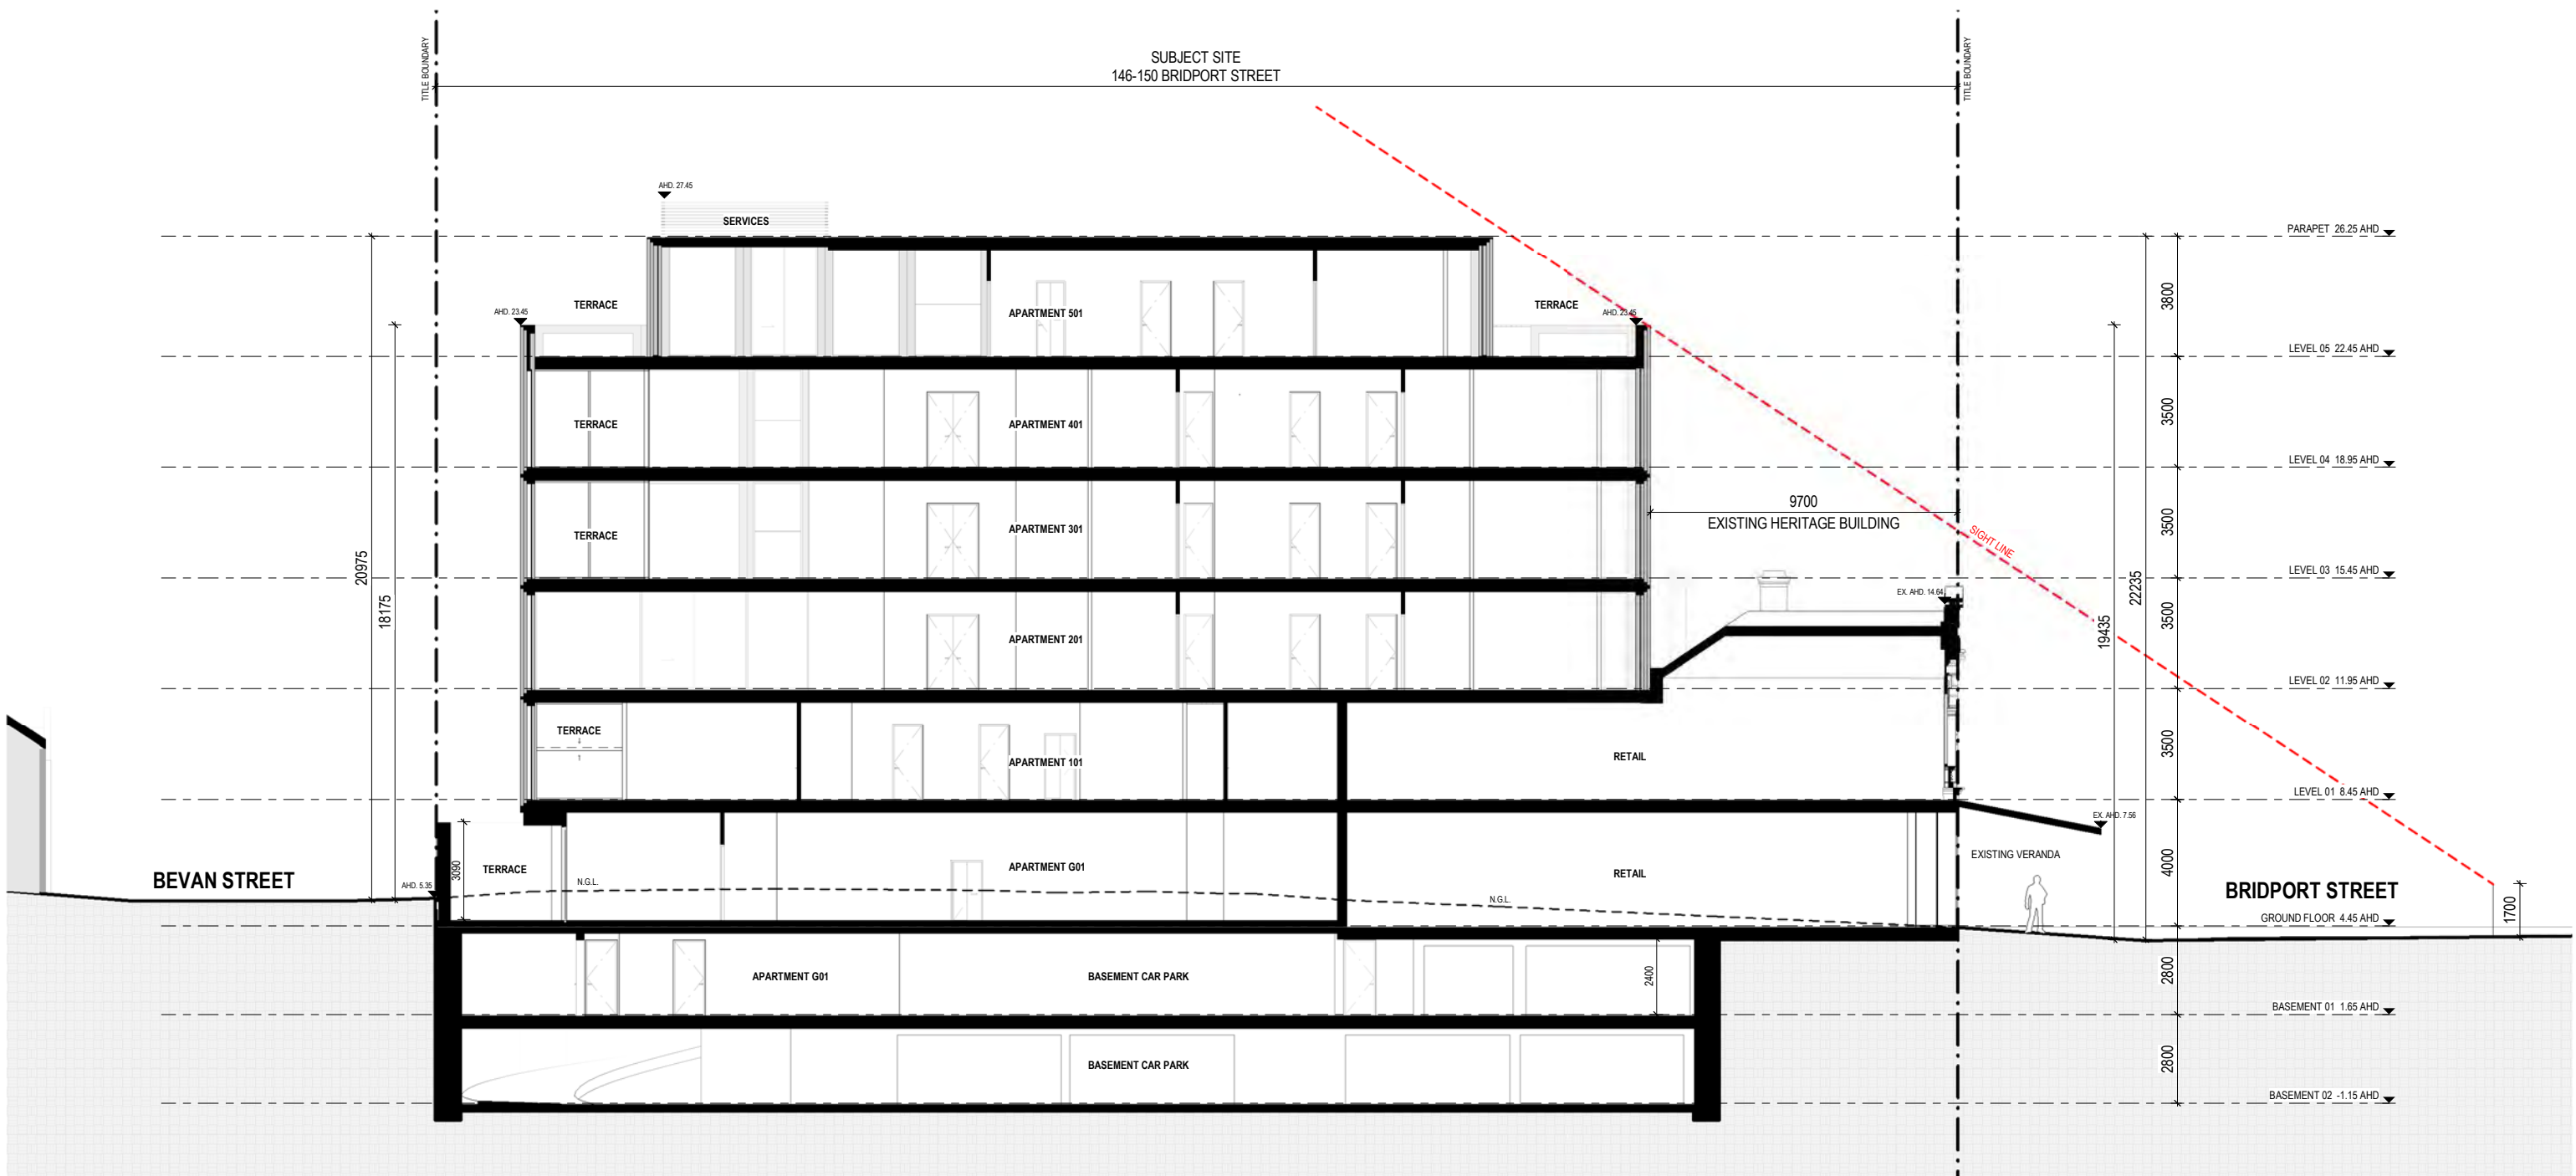 TITLE BOUNDARY
SUBJECT SITE
146-150 BRIDPORT STREET
TITLE BOUNDARY
AHD. 27.45
SERVICES
PARAPET 26.25 AHD
TERRACE
APARTMENT 501
TERRACE
3800
AHD. 23.45
AHD. 23.45
LEVEL 05 22.45 AHD
TERRACE
APARTMENT 401
3500
LEVEL 04 18.95 AHD
9700
EXISTING HERITAGE BUILDING
TERRACE
APARTMENT 301
SIGHT LINE
3500
20975
LEVEL 03 15.45 AHD
18175
EX. AHD. 14.64
22235
19435
APARTMENT 201
3500
LEVEL 02 11.95 AHD
TERRACE
1
APARTMENT 101
RETAIL
3500
LEVEL 01 8.45 AHD
EX. AHD. 7.56
3090
TERRACE
APARTMENT G01
RETAIL
EXISTING VERANDA
4000
BEVAN STREET
AHD. 5.35
N.G.L.
N.G.L.
BRIDPORT STREET
1700
GROUND FLOOR 4.45 AHD
APARTMENT G01
BASEMENT CAR PARK
2400
2800
BASEMENT 01 1.65 AHD
BASEMENT CAR PARK
2800
BASEMENT 02 -1.15 AHD